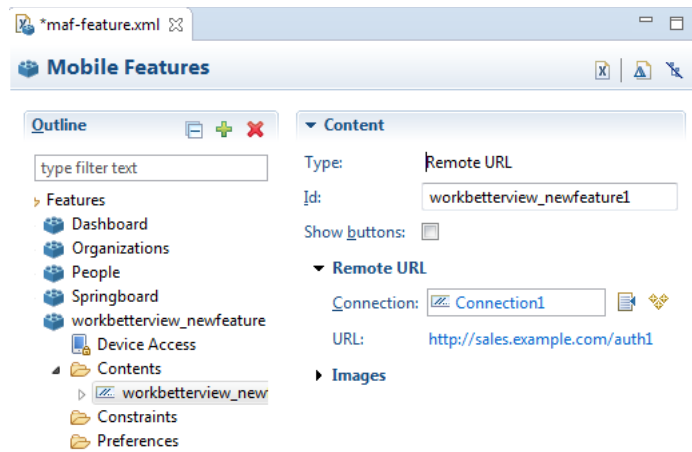 *maf-feature.xml
Mobile Features
Outline
type filter text
Features
Dashboard
Organizations
People
Springboard
workbetterview_newfeature
Device Access
Contents
workbetterview_new
Constraints
Preferences
Content
Type: Remote URL
Id: workbetterview_newfeature1
Show buttons:
Remote URL
Connection: Connection1
URL: http://sales.example.com/auth1
Images